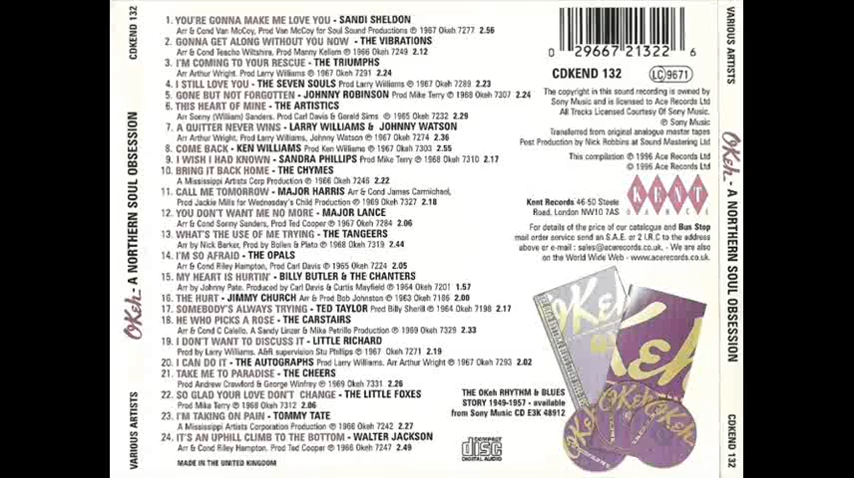 VARIOUS ARTISTS
OKeh - A NORTHERN SOUL OBSESSION
CDKEND 132
1. YOU'RE GONNA MAKE ME LOVE YOU - SANDI SHELDON
Arr & Cond Van McCoy, Prod Van McCoy for Soul Sound Productions ℗ 1967 Okeh 7277 2.56
2. GONNA GET ALONG WITHOUT YOU NOW - THE VIBRATIONS
Arr & Cond Teacho Wiltshire, Prod Manny Kellem ℗ 1966 Okeh 7249 2.12
3. I'M COMING TO YOUR RESCUE - THE TRIUMPHS
Arr Arthur Wright. Prod Larry Williams ℗ 1967 Okeh 7291 2.24
4. I STILL LOVE YOU - THE SEVEN SOULS Prod Larry Williams ℗ 1967 Okeh 7289 2.23
5. GONE BUT NOT FORGOTTEN - JOHNNY ROBINSON Prod Mike Terry ℗ 1968 Okeh 7307 2.24
6. THIS HEART OF MINE - THE ARTISTICS
Arr Sonny (William) Sanders, Prod Carl Davis & Gerald Sims ℗ 1965 Okeh 7232 2.29
7. A QUITTER NEVER WINS - LARRY WILLIAMS & JOHNNY WATSON
Arr Arthur Wright. Prod Larry Williams, Johnny Watson ℗ 1967 Okeh 7274 2.36
8. COME BACK - KEN WILLIAMS Prod Ken Williams ℗ 1967 Okeh 7303 2.55
9. I WISH I HAD KNOWN - SANDRA PHILLIPS Prod Mike Terry ℗ 1968 Okeh 7310 2.17
10. BRING IT BACK HOME - THE CHYMES
A Mississippi Artists Corp Production ℗ 1966 Okeh 7246 2.22
11. CALL ME TOMORROW - MAJOR HARRIS Arr & Cond James Carmichael,
Prod Jackie Mills for Wednesday's Child Production ℗ 1969 Okeh 7327 2.18
12. YOU DON'T WANT ME NO MORE - MAJOR LANCE
Arr & Cond Sonny Sanders, Prod Ted Cooper ℗ 1967 Okeh 7284 2.06
13. WHAT'S THE USE OF ME TRYING - THE TANGEERS
Arr by Nick Barker, Prod by Bollen & Plato ℗ 1968 Okeh 7319 2.44
14. I'M SO AFRAID - THE OPALS
Arr & Cond Riley Hampton, Prod Carl Davis ℗ 1965 Okeh 7224 2.05
15. MY HEART IS HURTIN' - BILLY BUTLER & THE CHANTERS
Arr by Johnny Pate. Produced by Carl Davis & Curtis Mayfield ℗ 1964 Okeh 7201 1.57
16. THE HURT - JIMMY CHURCH Arr & Prod Bob Johnston ℗ 1963 Okeh 7186 2.00
17. SOMEBODY'S ALWAYS TRYING - TED TAYLOR Prod Billy Sherill ℗ 1964 Okeh 7198 2.17
18. HE WHO PICKS A ROSE - THE CARSTAIRS
Arr & Cond C Calello, A Sandy Linzer & Mike Petrillo Production ℗ 1969 Okeh 7329 2.33
19. I DON'T WANT TO DISCUSS IT - LITTLE RICHARD
Prod by Larry Williams. A&R supervision Stu Phillips ℗ 1967 Okeh 7271 2.19
20. I CAN DO IT - THE AUTOGRAPHS Prod Larry Williams. Arr Arthur Wright ℗ 1967 Okeh 7293 2.02
21. TAKE ME TO PARADISE - THE CHEERS
Prod Andrew Crawford & George Winfrey ℗ 1969 Okeh 7331 2.26
22. SO GLAD YOUR LOVE DON'T CHANGE - THE LITTLE FOXES
Prod Mike Terry ℗ 1968 Okeh 7312 2.06
23. I'M TAKING ON PAIN - TOMMY TATE
A Mississippi Artists Corporation Production ℗ 1966 Okeh 7242 2.27
24. IT'S AN UPHILL CLIMB TO THE BOTTOM - WALTER JACKSON
Arr & Cond Riley Hampton, Prod Ted Cooper ℗ 1966 Okeh 7247 2.49
MADE IN THE UNITED KINGDOM
0 29667 21322 6
CDKEND 132 LC 9671
The copyright in this sound recording is owned by
Sony Music and is licensed to Ace Records Ltd
All Tracks Licensed Courtesy Of Sony Music.
℗ Sony Music
Transferred from original analogue master tapes
Post Production by Nick Robbins at Sound Mastering Ltd
This compilation ℗ 1996 Ace Records Ltd
© 1996 Ace Records Ltd
KENT
DANCE
Kent Records 46-50 Steele
Road, London NW10 7AS
For details of the price of our catalogue and Bus Stop
mail order service send an S.A.E. or 2 I.R.C to the address
above or e-mail : sales@acerecords.co.uk. - We are also
on the World Wide Web - www.acerecords.co.uk.
OKeh
OKeh
OKeh
OKeh
OKeh
THE OKeh RHYTHM & BLUES
STORY 1949-1957 - available
from Sony Music CD E3K 48912
COMPACT
disc
DIGITAL AUDIO
VARIOUS ARTISTS
OKeh - A NORTHERN SOUL OBSESSION
CDKEND 132